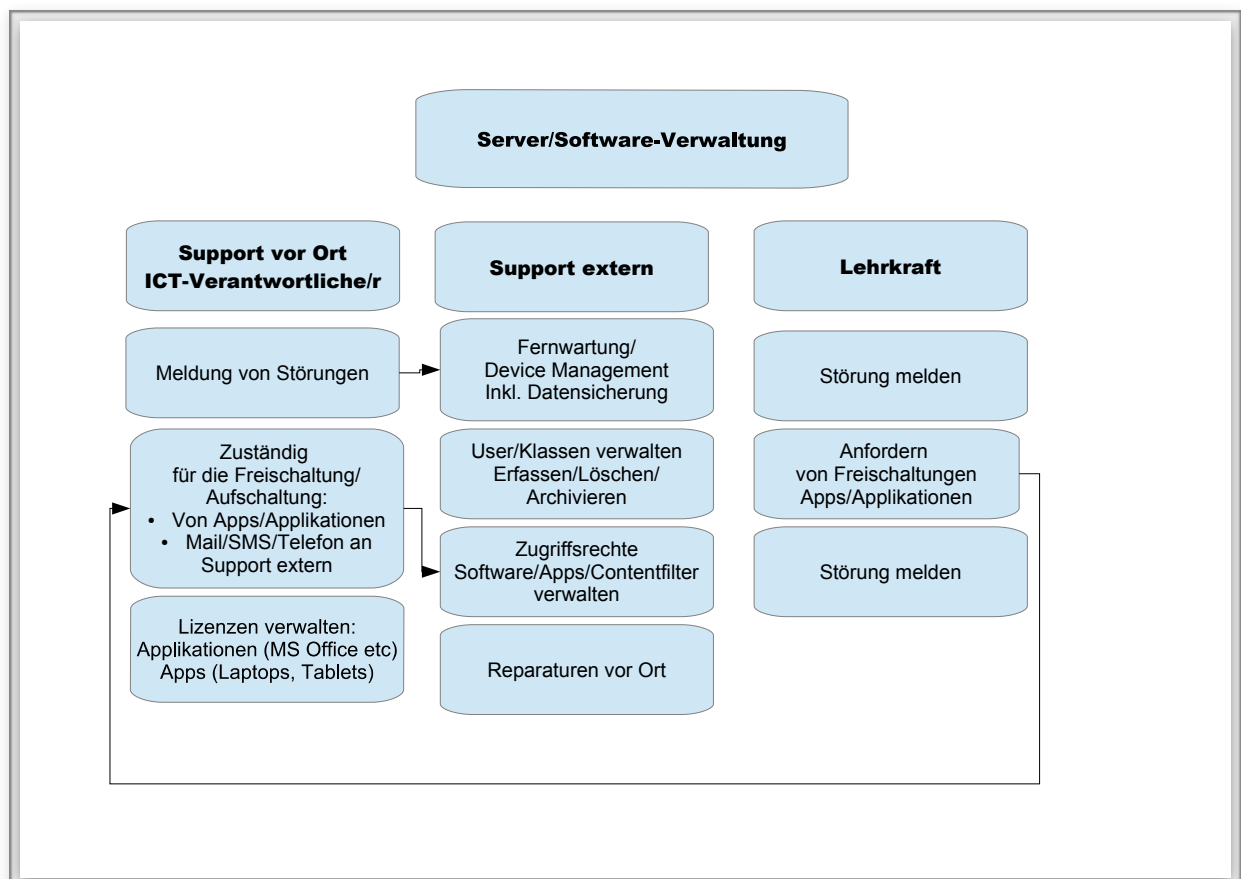 Server/Software-Verwaltung
Support vor Ort
ICT-Verantwortliche/r
Meldung von Störungen
Zuständig
für die Freischaltung/
Aufschaltung:
• Von Apps/Applikationen
• Mail/SMS/Telefon an
Support extern
Lizenzen verwalten:
Applikationen (MS Office etc)
Apps (Laptops, Tablets)
Support extern
Fernwartung/
Device Management
Inkl. Datensicherung
User/Klassen verwalten
Erfassen/Löschen/
Archivieren
Zugriffsrechte
Software/Apps/Contentfilter
verwalten
Reparaturen vor Ort
Lehrkraft
Störung melden
Anfordern
von Freischaltungen
Apps/Applikationen
Störung melden